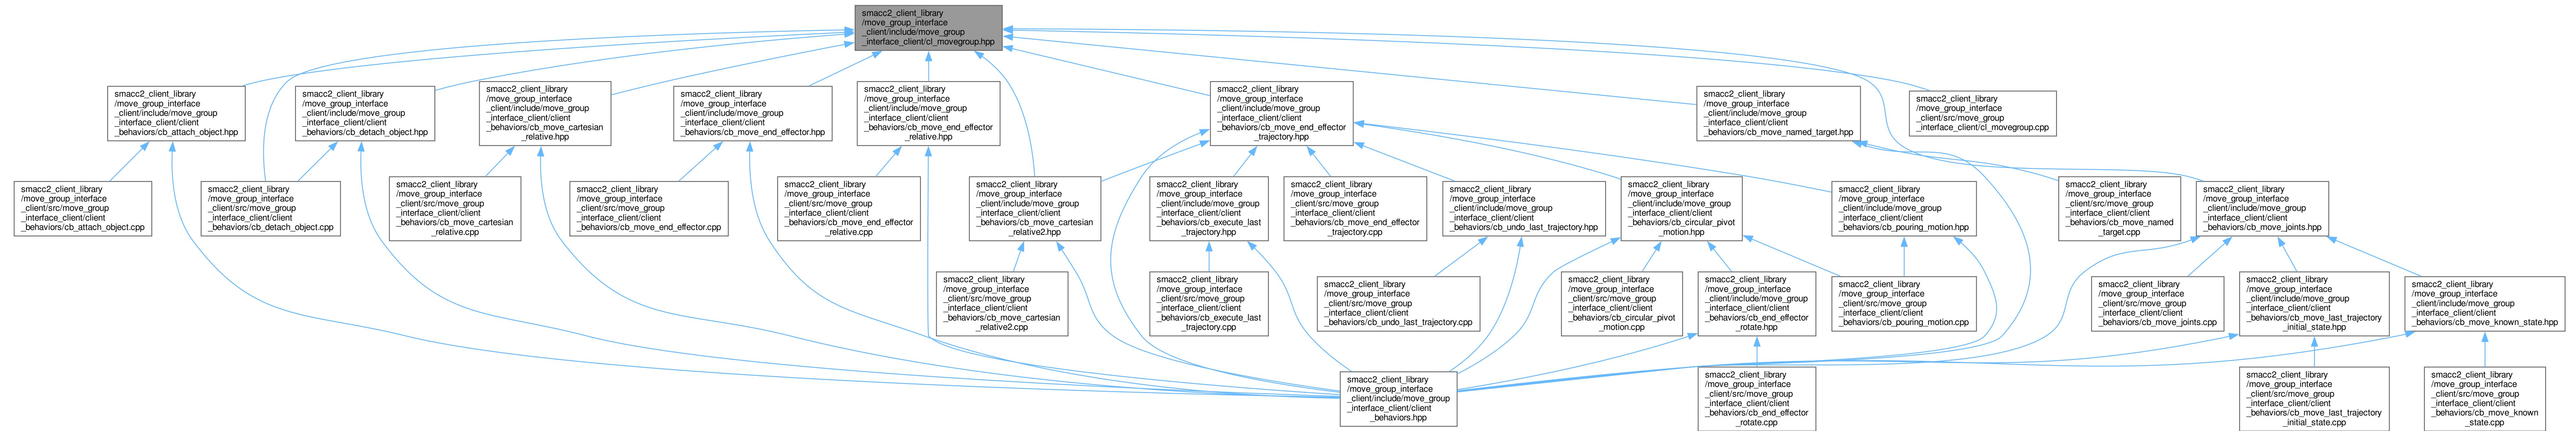 smacc2_client_library
/move_group_interface
_client/include/move_group
_interface_client/cl_movegroup.hpp
smacc2_client_library
/move_group_interface
_client/include/move_group
_interface_client/client
_behaviors/cb_attach_object.hpp
smacc2_client_library
/move_group_interface
_client/include/move_group
_interface_client/client
_behaviors/cb_detach_object.hpp
smacc2_client_library
/move_group_interface
_client/include/move_group
_interface_client/client
_behaviors/cb_move_cartesian
_relative.hpp
smacc2_client_library
/move_group_interface
_client/include/move_group
_interface_client/client
_behaviors/cb_move_end_effector.hpp
smacc2_client_library
/move_group_interface
_client/include/move_group
_interface_client/client
_behaviors/cb_move_end_effector
_relative.hpp
smacc2_client_library
/move_group_interface
_client/include/move_group
_interface_client/client
_behaviors/cb_move_end_effector
_trajectory.hpp
smacc2_client_library
/move_group_interface
_client/include/move_group
_interface_client/client
_behaviors/cb_move_named_target.hpp
smacc2_client_library
/move_group_interface
_client/src/move_group
_interface_client/cl_movegroup.cpp
smacc2_client_library
/move_group_interface
_client/src/move_group
_interface_client/client
_behaviors/cb_attach_object.cpp
smacc2_client_library
/move_group_interface
_client/src/move_group
_interface_client/client
_behaviors/cb_detach_object.cpp
smacc2_client_library
/move_group_interface
_client/src/move_group
_interface_client/client
_behaviors/cb_move_cartesian
_relative.cpp
smacc2_client_library
/move_group_interface
_client/src/move_group
_interface_client/client
_behaviors/cb_move_end_effector.cpp
smacc2_client_library
/move_group_interface
_client/src/move_group
_interface_client/client
_behaviors/cb_move_end_effector
_relative.cpp
smacc2_client_library
/move_group_interface
_client/include/move_group
_interface_client/client
_behaviors/cb_move_cartesian
_relative2.hpp
smacc2_client_library
/move_group_interface
_client/include/move_group
_interface_client/client
_behaviors/cb_execute_last
_trajectory.hpp
smacc2_client_library
/move_group_interface
_client/src/move_group
_interface_client/client
_behaviors/cb_move_end_effector
_trajectory.cpp
smacc2_client_library
/move_group_interface
_client/include/move_group
_interface_client/client
_behaviors/cb_undo_last_trajectory.hpp
smacc2_client_library
/move_group_interface
_client/include/move_group
_interface_client/client
_behaviors/cb_circular_pivot
_motion.hpp
smacc2_client_library
/move_group_interface
_client/include/move_group
_interface_client/client
_behaviors/cb_pouring_motion.hpp
smacc2_client_library
/move_group_interface
_client/src/move_group
_interface_client/client
_behaviors/cb_move_named
_target.cpp
smacc2_client_library
/move_group_interface
_client/include/move_group
_interface_client/client
_behaviors/cb_move_joints.hpp
smacc2_client_library
/move_group_interface
_client/src/move_group
_interface_client/client
_behaviors/cb_move_cartesian
_relative2.cpp
smacc2_client_library
/move_group_interface
_client/src/move_group
_interface_client/client
_behaviors/cb_execute_last
_trajectory.cpp
smacc2_client_library
/move_group_interface
_client/src/move_group
_interface_client/client
_behaviors/cb_undo_last_trajectory.cpp
smacc2_client_library
/move_group_interface
_client/src/move_group
_interface_client/client
_behaviors/cb_circular_pivot
_motion.cpp
smacc2_client_library
/move_group_interface
_client/include/move_group
_interface_client/client
_behaviors/cb_end_effector
_rotate.hpp
smacc2_client_library
/move_group_interface
_client/src/move_group
_interface_client/client
_behaviors/cb_pouring_motion.cpp
smacc2_client_library
/move_group_interface
_client/src/move_group
_interface_client/client
_behaviors/cb_move_joints.cpp
smacc2_client_library
/move_group_interface
_client/include/move_group
_interface_client/client
_behaviors/cb_move_last_trajectory
_initial_state.hpp
smacc2_client_library
/move_group_interface
_client/include/move_group
_interface_client/client
_behaviors/cb_move_known_state.hpp
smacc2_client_library
/move_group_interface
_client/include/move_group
_interface_client/client
_behaviors.hpp
smacc2_client_library
/move_group_interface
_client/src/move_group
_interface_client/client
_behaviors/cb_end_effector
_rotate.cpp
smacc2_client_library
/move_group_interface
_client/src/move_group
_interface_client/client
_behaviors/cb_move_last_trajectory
_initial_state.cpp
smacc2_client_library
/move_group_interface
_client/src/move_group
_interface_client/client
_behaviors/cb_move_known
_state.cpp